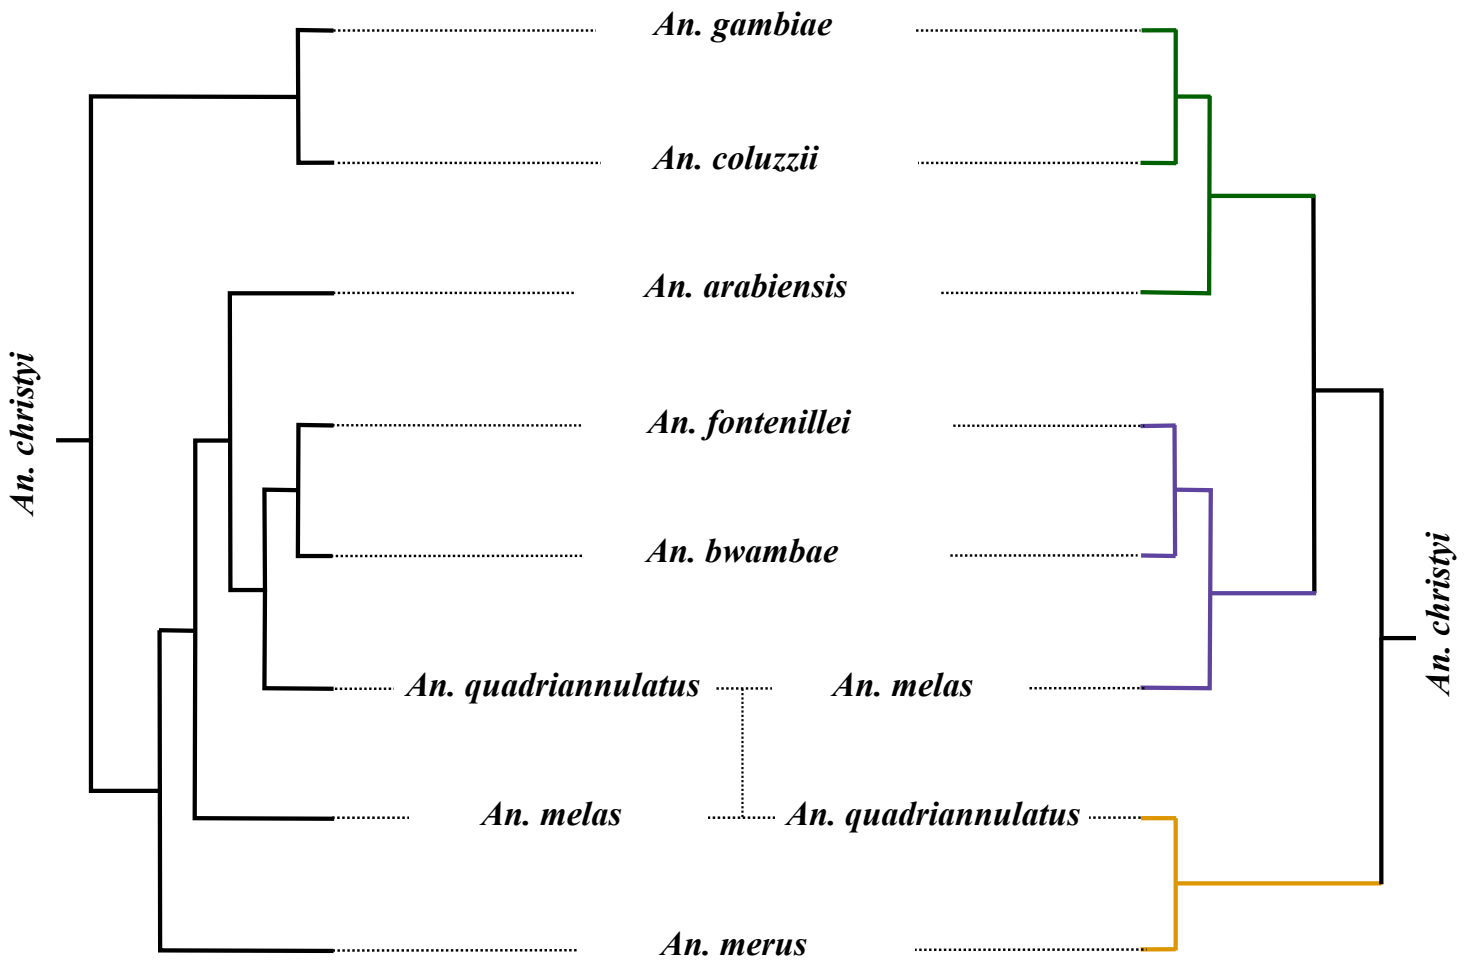 An. gambiae
An. coluzzii
An. arabiensis
An. christyi
An. fontenillei
An. bwambae
An. christyi
An. quadriannulatus An. melas
An. melas An. quadriannulatus
An. merus